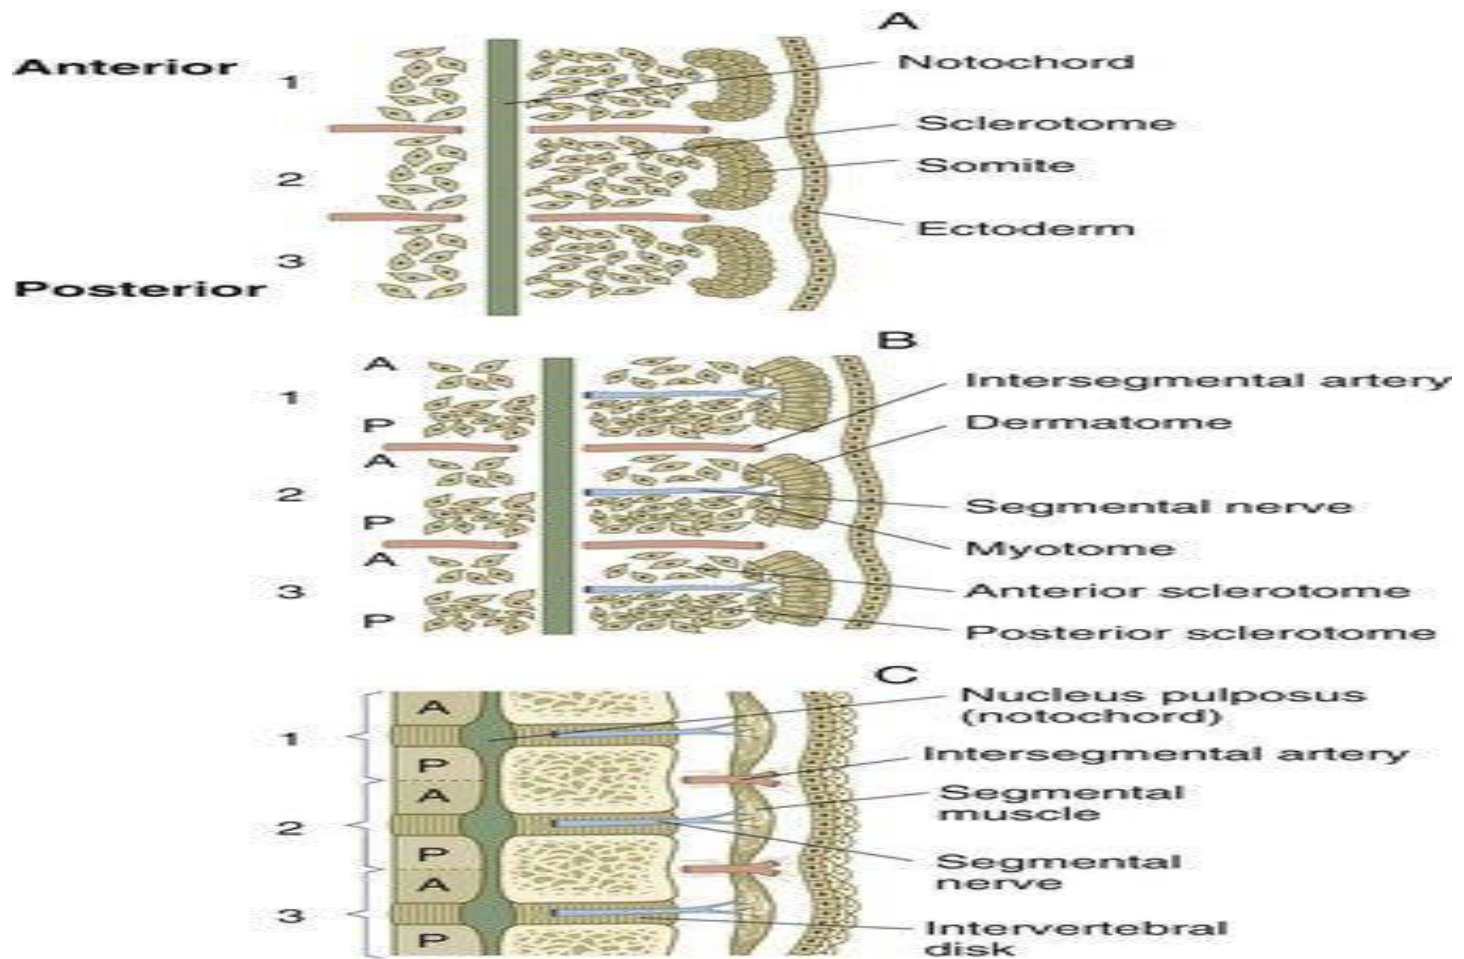 A
Anterior
1
Notochord
Sclerotome
2
Somite
Ectoderm
3
Posterior
B
A
1
Intersegmental artery
P
Dermatome
A
2
Segmental nerve
P
Myotome
A
3
Anterior sclerotome
P
Posterior sclerotome
C
A
Nucleus pulposus
(notochord)
1
P
Intersegmental artery
A
Segmental
muscle
2
P
Segmental
nerve
A
3
Intervertebral
disk
P